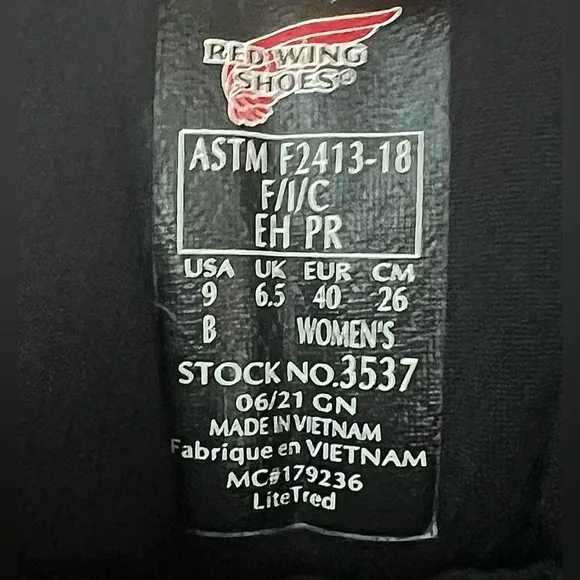 RED WING
SHOES®
ASTM F2413-18
F/I/C
EH PR
USA UK EUR CM
9 6.5 40 26
B WOMEN'S
STOCK NO.3537
06/21 GN
MADE IN VIETNAM
Fabrique en VIETNAM
MC#179236
LiteTred